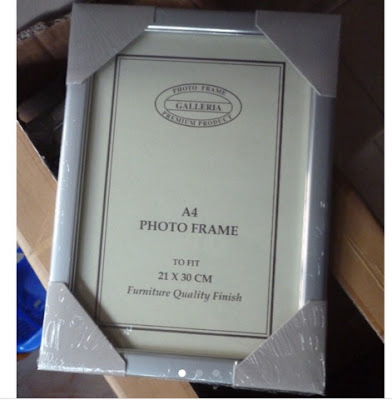 PHOTO FRAME
GALLERIA
PREMIUM PRODUCT
A4
PHOTO FRAME
TO FIT
21 X 30 CM
Furniture Quality Finish